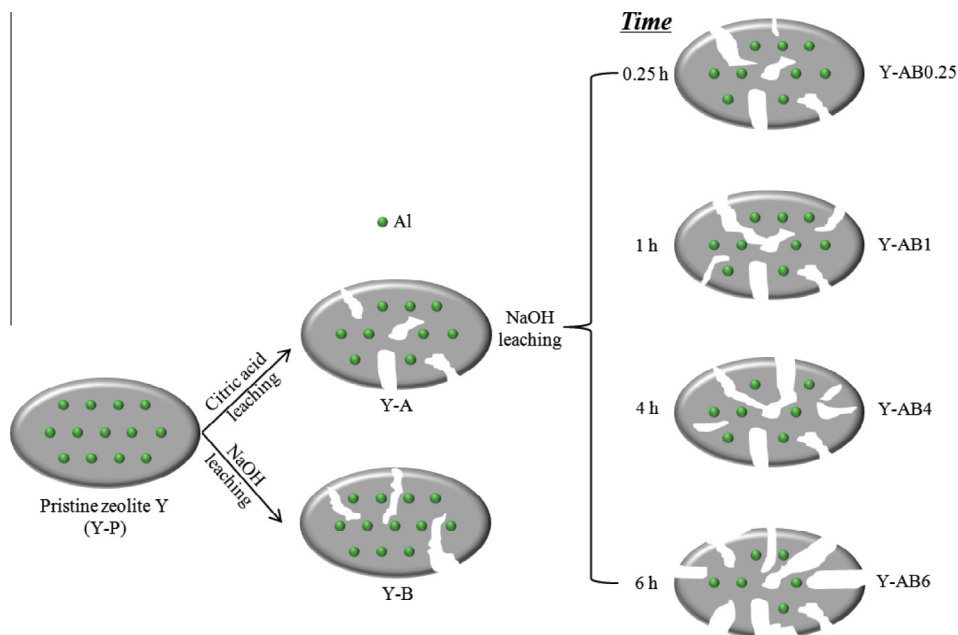 Time
0.25 h
Y-AB0.25
Al
1 h
Y-AB1
NaOH
leaching
Citric acid
leaching
Y-A
4 h
Y-AB4
NaOH
leaching
Pristine zeolite Y
(Y-P)
Y-B
6 h
Y-AB6